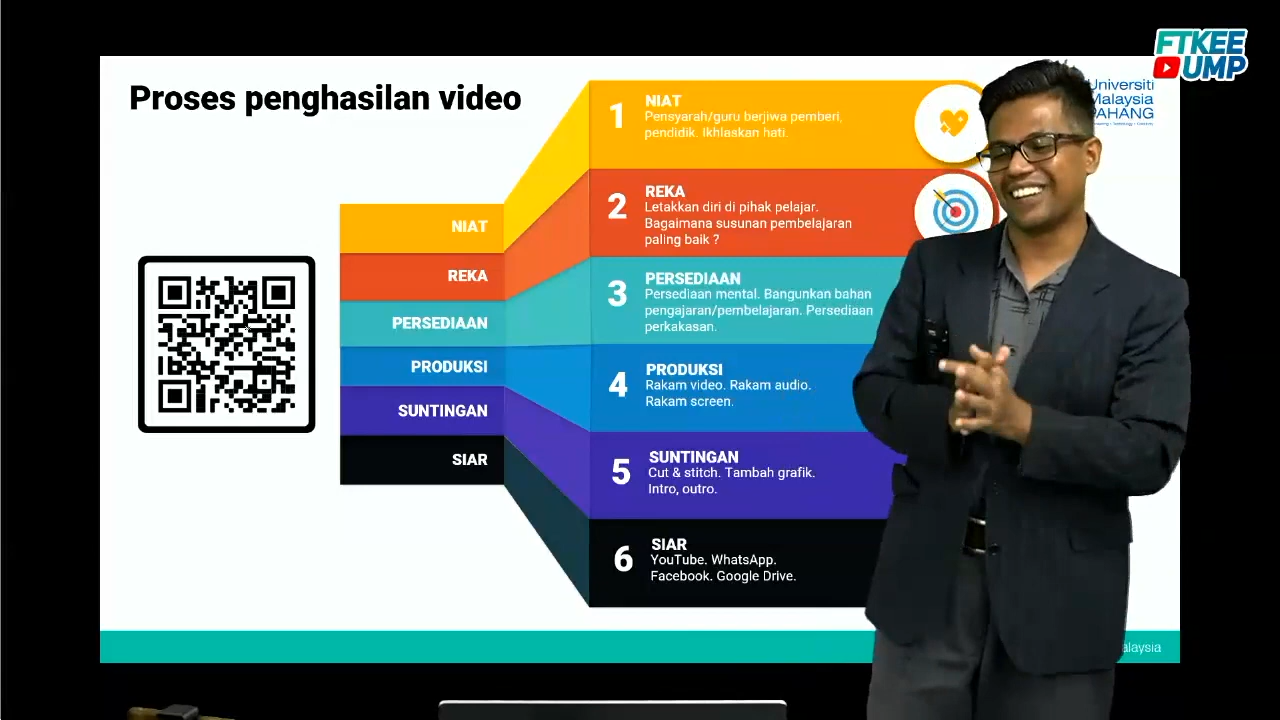 FTKEE
UMP
Universiti
Malaysia
PAHANG
Proses penghasilan video
NIAT
REKA
PERSEDIAAN
PRODUKSI
SUNTINGAN
SIAR
1
NIAT
Pensyarah/guru berjiwa pemberi,
pendidik. Ikhlaskan hati.
2
REKA
Letakkan diri di pihak pelajar.
Bagaimana susunan pembelajaran
paling baik ?
3
PERSEDIAAN
Persediaan mental. Bangunkan bahan
pengajaran/pembelajaran. Persediaan
perkakasan.
4
PRODUKSI
Rakam video. Rakam audio.
Rakam screen.
5
SUNTINGAN
Cut & stitch. Tambah grafik.
Intro, outro.
6
SIAR
YouTube. WhatsApp.
Facebook. Google Drive.
alaysia